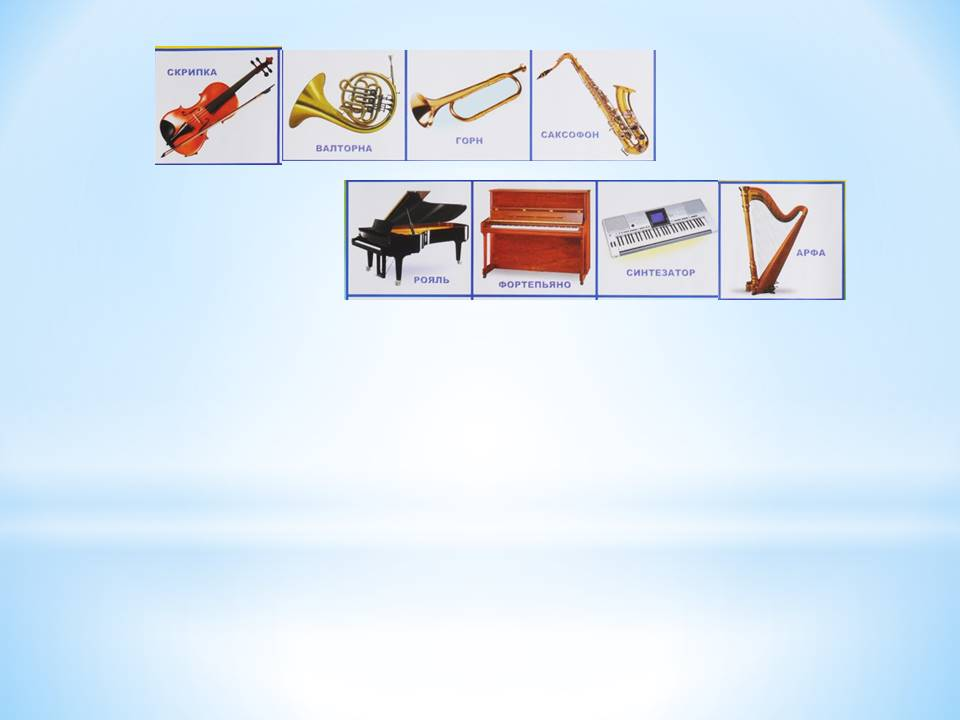 СКРИПКА
ВАЛТОРНА
ГОРН
САКСОФОН
РОЯЛЬ
ФОРТЕПЬЯНО
СИНТЕЗАТОР
АРФА